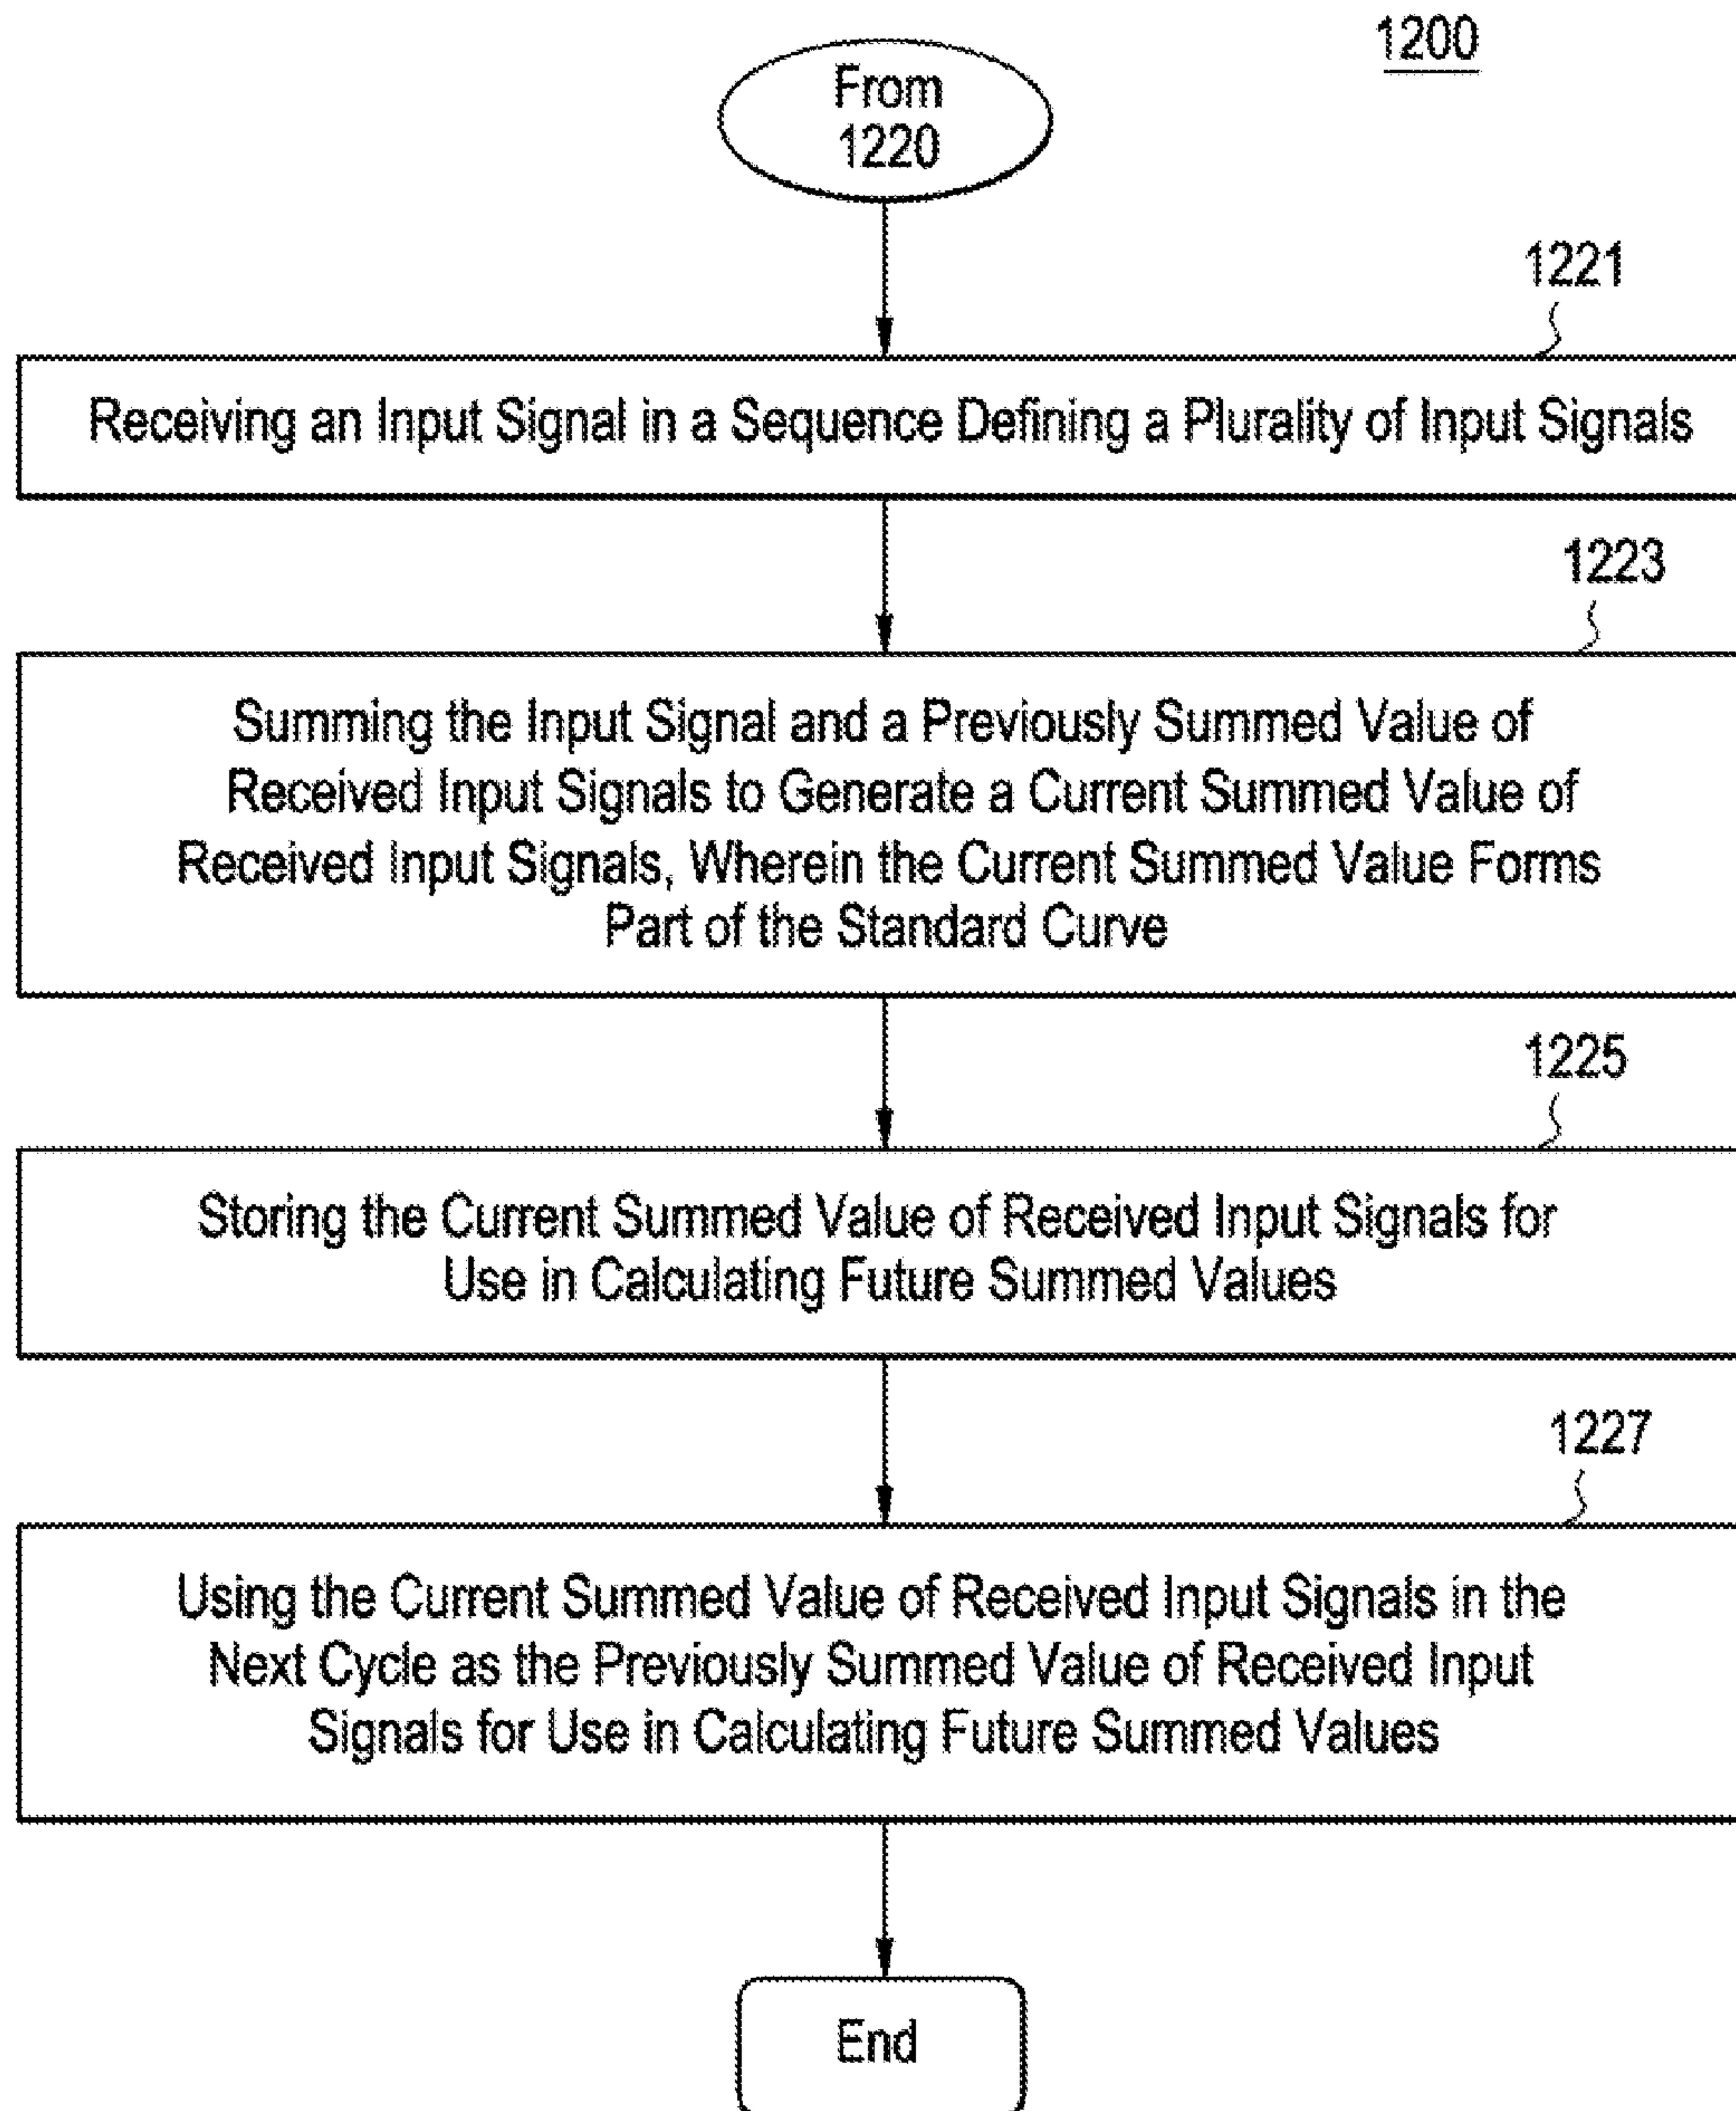 1200
From
1220
1221
Receiving an Input Signal in a Sequence Defining a Plurality of Input Signals
1223
Summing the Input Signal and a Previously Summed Value of
Received Input Signals to Generate a Current Summed Value of
Received Input Signals, Wherein the Current Summed Value Forms
Part of the Standard Curve
1225
Storing the Current Summed Value of Received Input Signals for
Use in Calculating Future Summed Values
1227
Using the Current Summed Value of Received Input Signals in the
Next Cycle as the Previously Summed Value of Received Input
Signals for Use in Calculating Future Summed Values
End